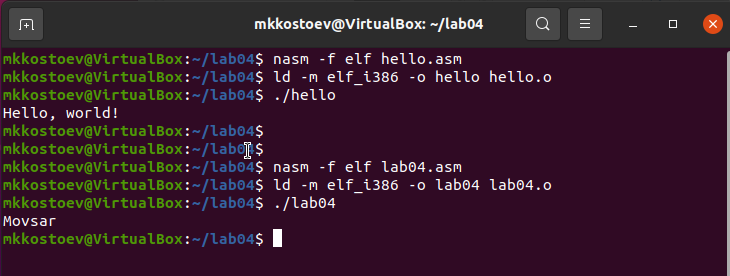 mkkostoev@VirtualBox: ~/lab04
mkkostoev@VirtualBox:~/lab04$ nasm -f elf hello.asm
mkkostoev@VirtualBox:~/lab04$ ld -m elf_i386 -o hello hello.o
mkkostoev@VirtualBox:~/lab04$ ./hello
Hello, world!
mkkostoev@VirtualBox:~/lab04$
mkkostoev@VirtualBox:~/lab04$
mkkostoev@VirtualBox:~/lab04$ nasm -f elf lab04.asm
mkkostoev@VirtualBox:~/lab04$ ld -m elf_i386 -o lab04 lab04.o
mkkostoev@VirtualBox:~/lab04$ ./lab04
Movsar
mkkostoev@VirtualBox:~/lab04$